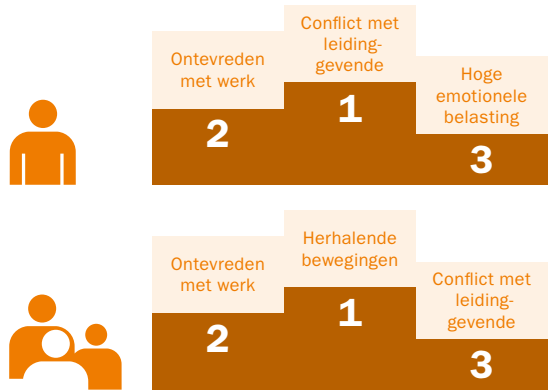 Conflict met
leiding-
gevende
Ontevreden
met werk
Hoge
emotionele
belasting
2
1
3
Herhalende
bewegingen
Ontevreden
met werk
Conflict met
leiding-
gevende
2
1
3